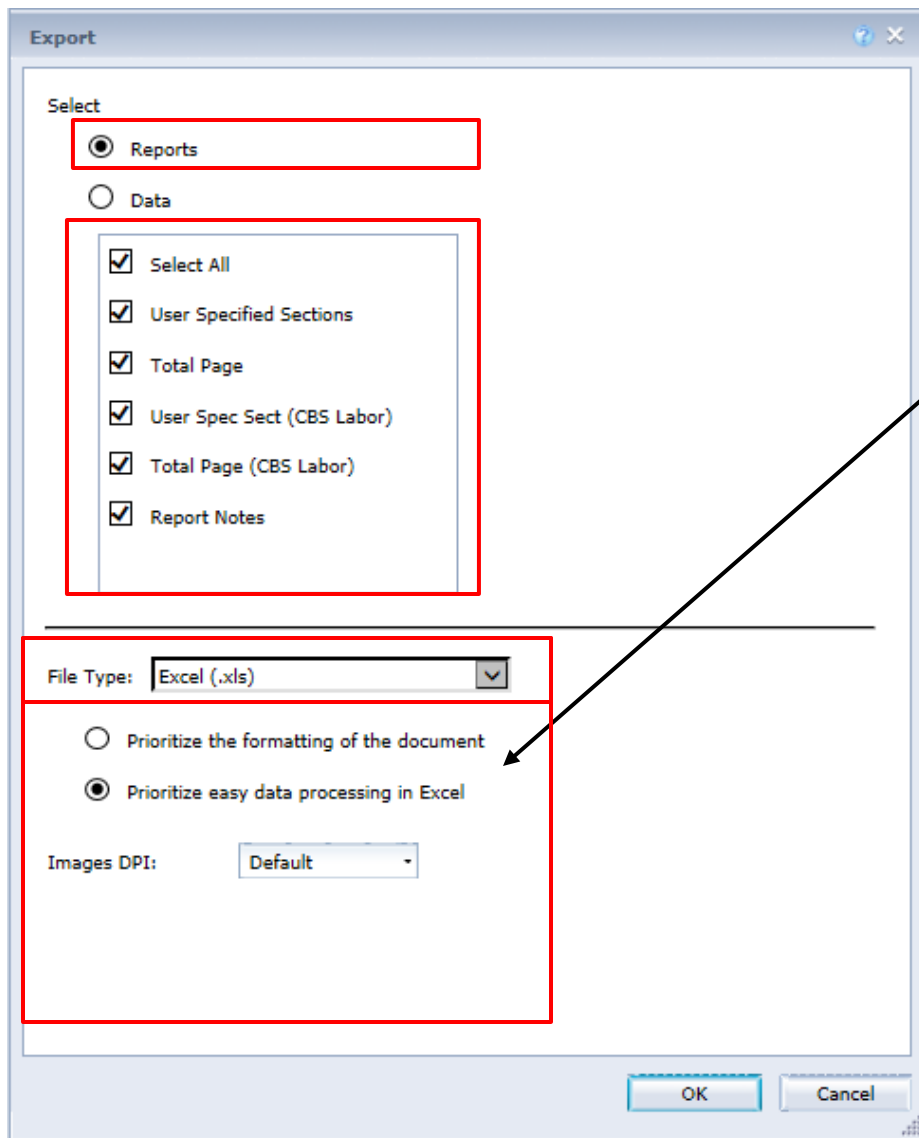 Export
Select
Reports
Data
Select All
User Specified Sections
Total Page
User Spec Sect (CBS Labor)
Total Page (CBS Labor)
Report Notes
File Type: Excel (.xls)
Prioritize the formatting of the document
Prioritize easy data processing in Excel
Images DPI: Default
OK Cancel